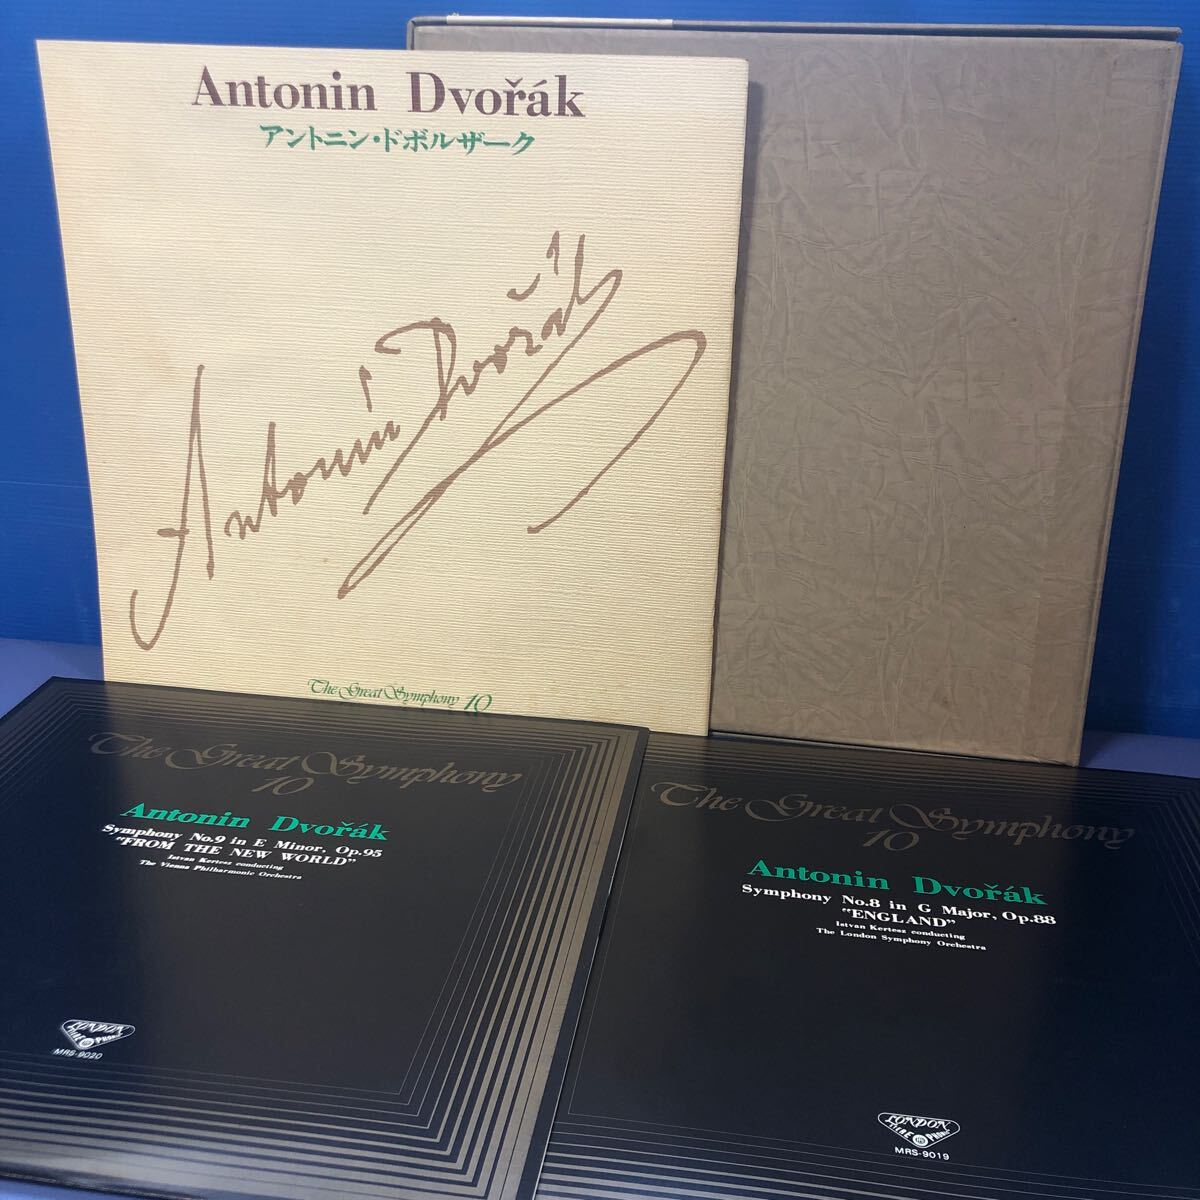 Antonin Dvořák
アントニン・ドボルザーク
Antonín Dvořák
The Great Symphony 10
The Great Symphony
10
Antonin Dvořák
Symphony No.9 in E Minor, Op.95
“FROM THE NEW WORLD”
Istvan Kertesz conducting
The Vienna Philharmonic Orchestra
LONDON
MRS-9020
The Great Symphony
10
Antonin Dvořák
Symphony No.8 in G Major, Op.88
“ENGLAND”
Istvan Kertesz conducting
The London Symphony Orchestra
LONDON
MRS-9019